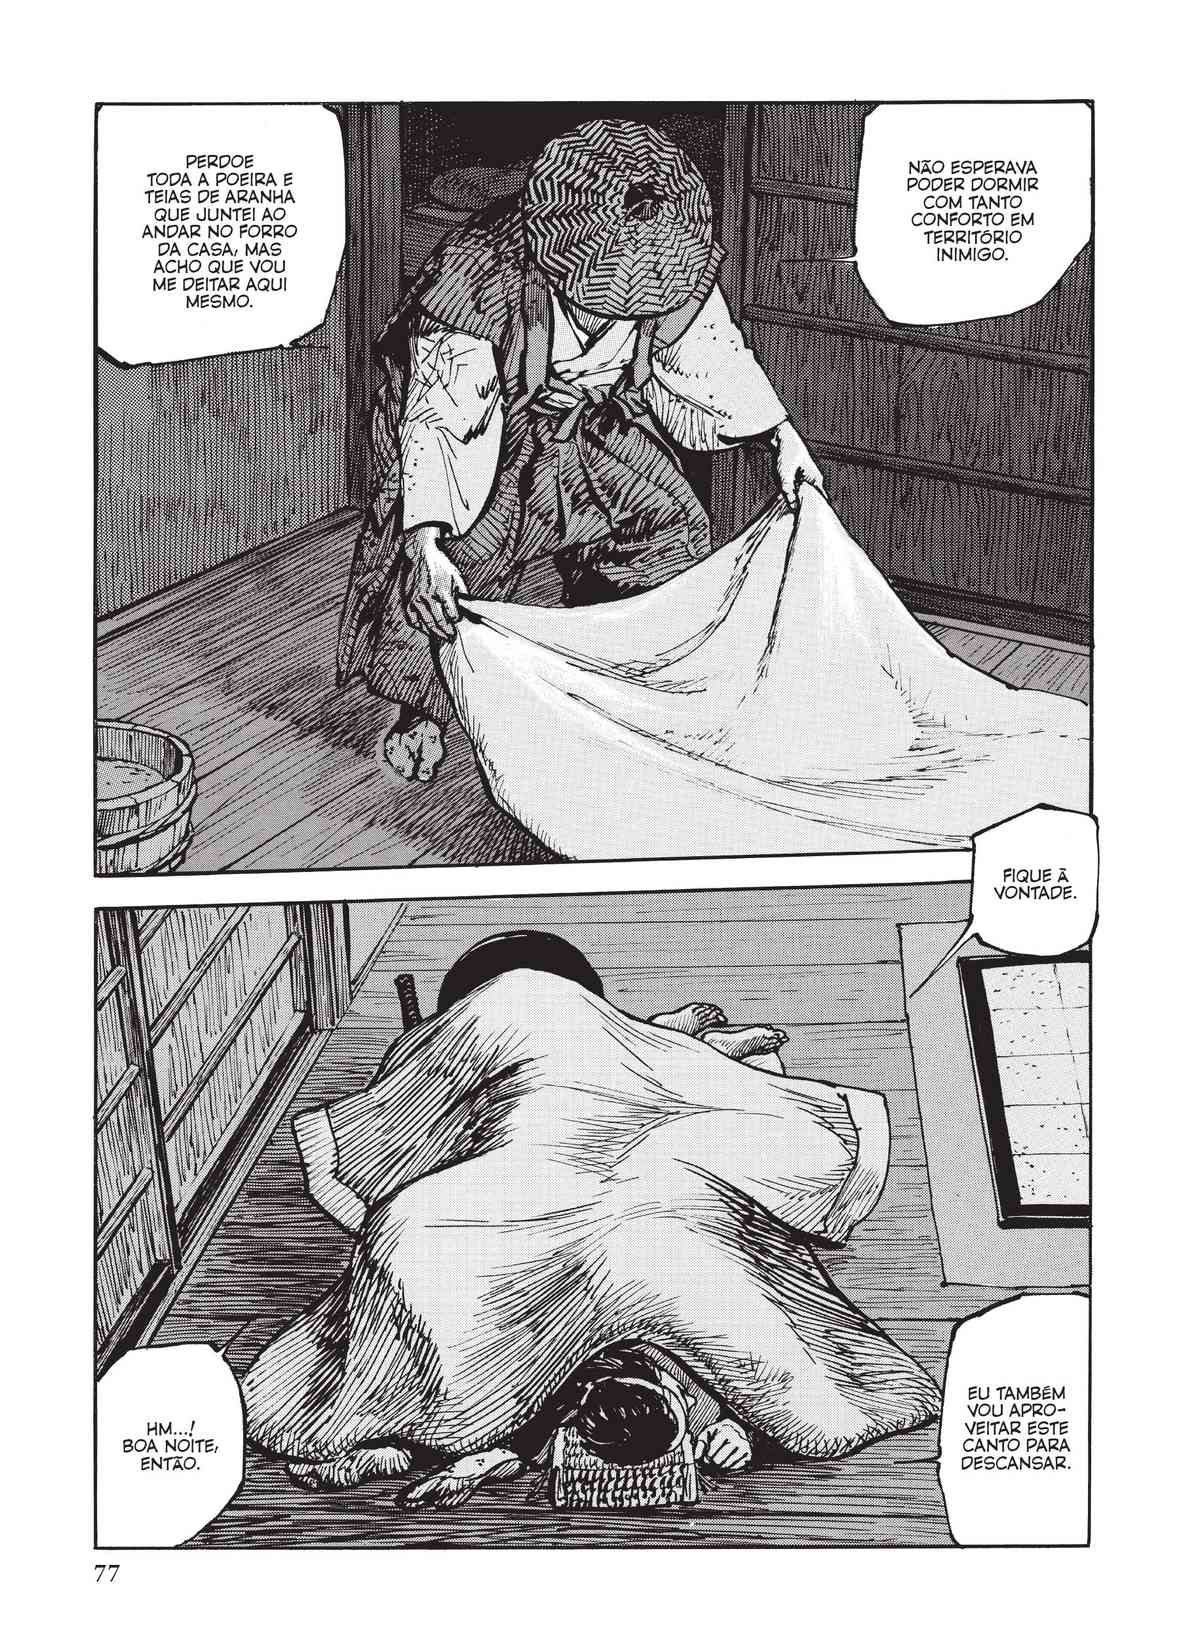 NÃO ESPERAVA
PODER DORMIR
COM TANTO
CONFORTO EM
TERRITÓRIO
INIMIGO.
PERDOE
TODA A POEIRA E
TEIAS DE ARANHA
QUE JUNTEI AO
ANDAR NO FORRO
DA CASA, MAS
ACHO QUE VOU
ME DEITAR AQUI
MESMO.
FIQUE À
VONTADE.
EU TAMBÉM
VOU APRO-
VEITAR ESTE
CANTO PARA
DESCANSAR.
HM...!
BOA NOITE,
ENTÃO.
77